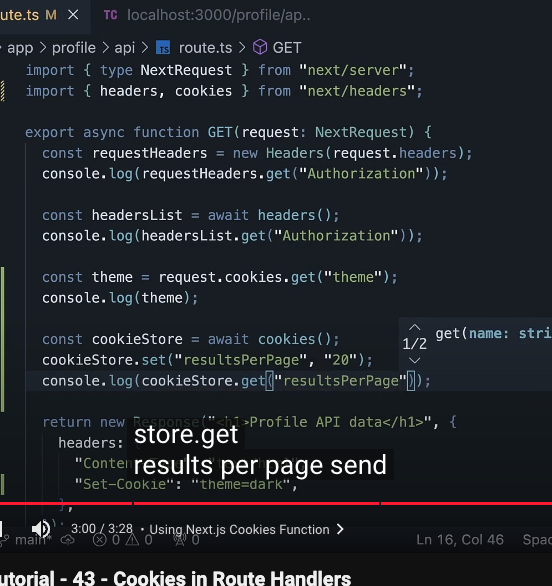 ute.ts M ×
TC localhost:3000/profile/ap..
app > profile > api > TS route.ts > GET
import { type NextRequest } from "next/server";
import { headers, cookies } from "next/headers";
export async function GET(request: NextRequest) {
const requestHeaders = new Headers(request.headers);
console.log(requestHeaders.get("Authorization"));
const headersList = await headers();
console.log(headersList.get("Authorization"));
const theme = request.cookies.get("theme");
console.log(theme);
const cookieStore = await cookies();
get(name: stri
1/2
cookieStore.set("resultsPerPage", "20");
console.log(cookieStore.get("resultsPerPage"));
return new Response("<h1>Profile API data</h1>", {
headers:
"Conten
"Set-Cookie": "theme=dark",
},
store.get
results per page send
3:00 / 3:28 • Using Next.js Cookies Function >
main* 0 0 0
Ln 16, Col 46 Spac
utorial - 43 - Cookies in Route Handlers